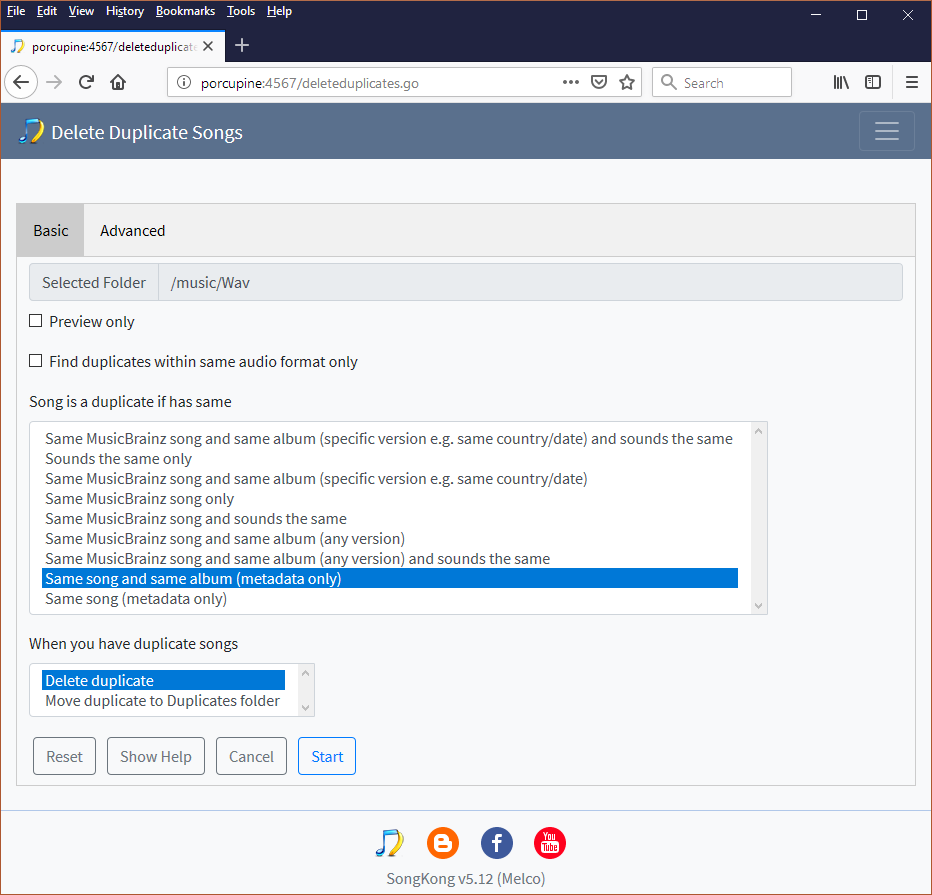 File Edit View History Bookmarks Tools Help
porcupine:4567/deleteduplicate
porcupine:4567/deleteduplicates.go
Search
Delete Duplicate Songs
Basic Advanced
Selected Folder /music/Wav
Preview only
Find duplicates within same audio format only
Song is a duplicate if has same
Same MusicBrainz song and same album (specific version e.g. same country/date) and sounds the same
Sounds the same only
Same MusicBrainz song and same album (specific version e.g. same country/date)
Same MusicBrainz song only
Same MusicBrainz song and sounds the same
Same MusicBrainz song and same album (any version)
Same MusicBrainz song and same album (any version) and sounds the same
Same song and same album (metadata only)
Same song (metadata only)
When you have duplicate songs
Delete duplicate
Move duplicate to Duplicates folder
Reset Show Help Cancel Start
You Tube
SongKong v5.12 (Melco)